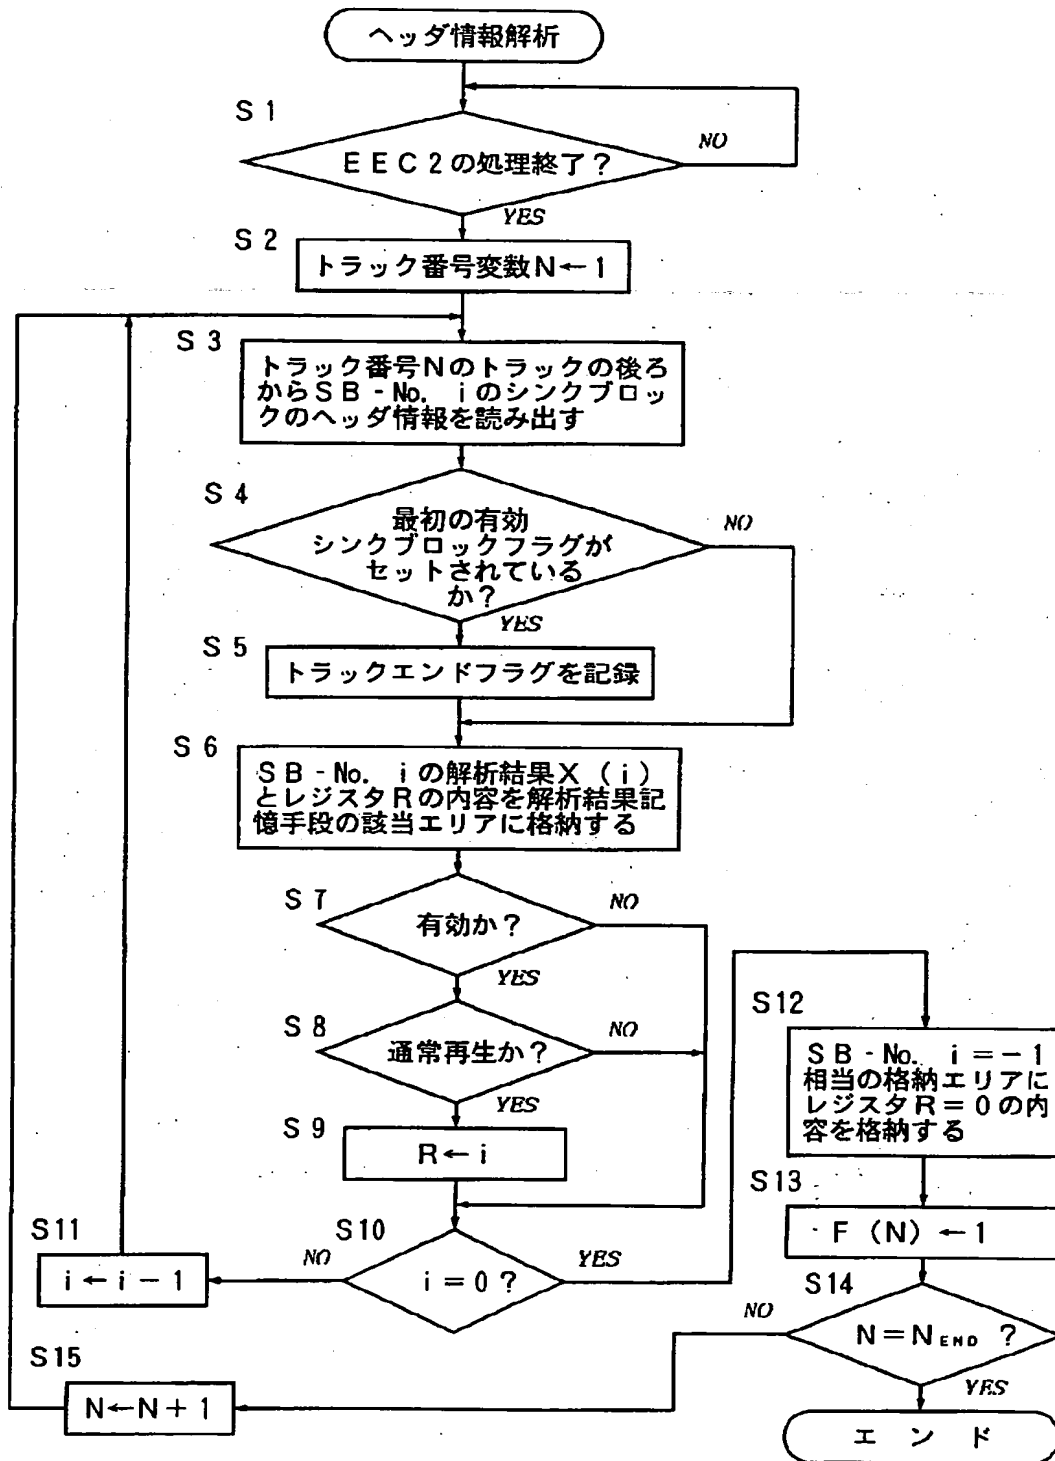 ヘッダ情報解析
S1
EEC2の処理終了?
NO
YES
S2
トラック番号変数N←1
S3
トラック番号Nのトラックの後ろ
からSB-No. iのシンクブロッ
クのヘッダ情報を読み出す
S4
最初の有効
シンクブロックフラグが
セットされている
か?
NO
YES
S5
トラックエンドフラグを記録
S6
SB-No. iの解析結果X(i)
とレジスタRの内容を解析結果記
憶手段の該当エリアに格納する
S7
有効か?
NO
YES
S8
通常再生か?
NO
YES
S9
R←i
S10
i=0?
NO
YES
S11
i←i-1
S12
SB-No. i=-1
相当の格納エリアに
レジスタR=0の内
容を格納する
S13
F(N)←1
S14
N=NEND ?
NO
YES
S15
N←N+1
エンド